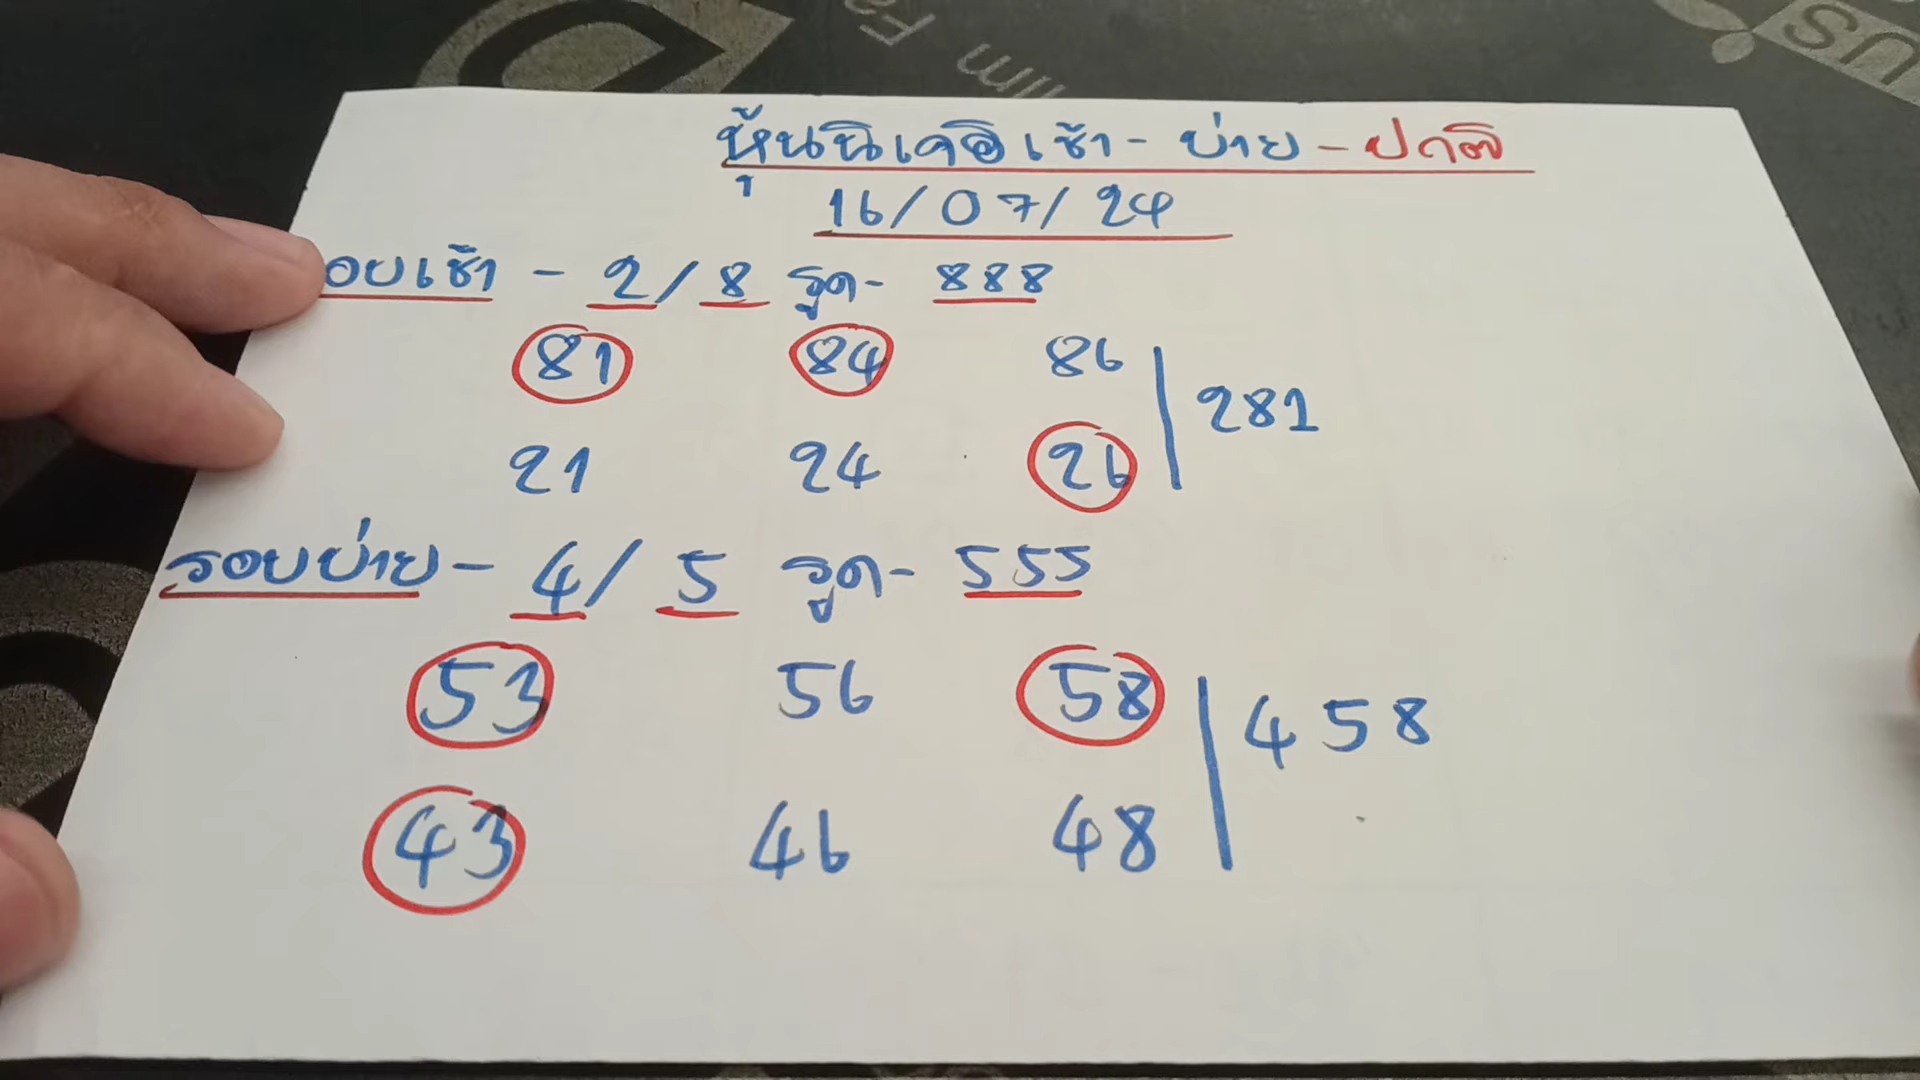 หุ้นนิเคอิเช้า - บ่าย - ปกติ
16/07/24
อบเช้า - 2/8 รูด - 888
81 84 86
281
21 24 26
รอบบ่าย - 4/5 รูด - 555
53 56 58
458
43 46 48